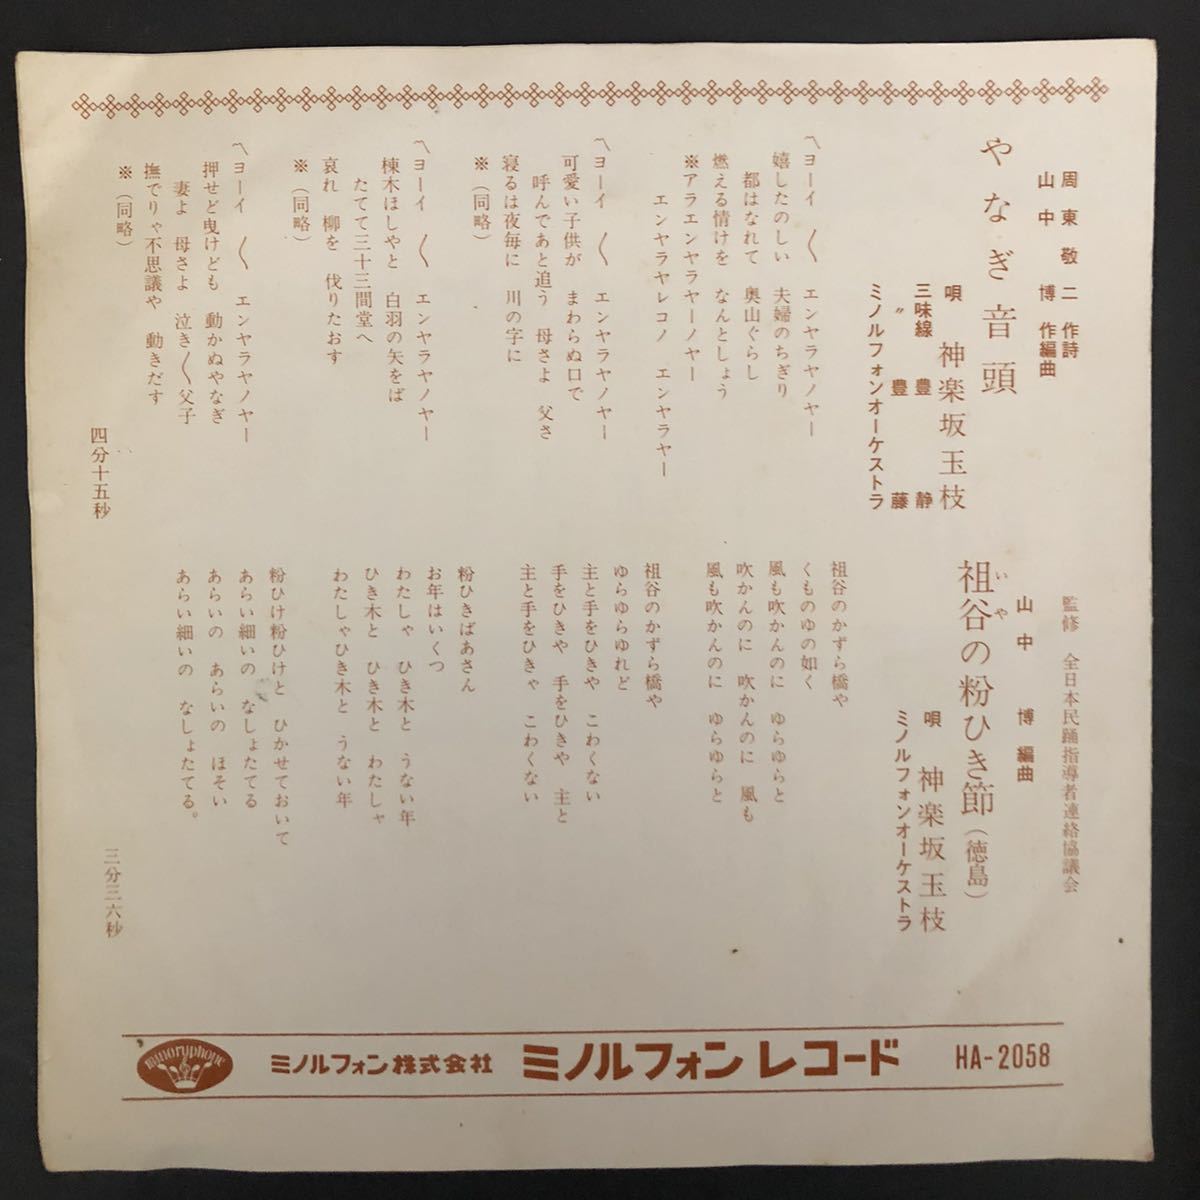 周東敬二 作詩
山中 博 作編曲
やなぎ音頭
唄 神楽坂玉枝
三味線 豊静
〃 豊藤
ミノルフォンオーケストラ
〽ヨーイ 〱 エンヤラヤノヤー
嬉したのしい 夫婦のちぎり
都はなれて 奥山ぐらし
燃える情けを なんとしょう
※アラエンヤラヤーノヤー
エンヤラヤレコノ エンヤラヤー
〽ヨーイ 〱 エンヤラヤノヤー
可愛い子供が まわらぬ口で
呼んであと追う 母さよ 父さ
寝るは夜毎に 川の字に
※(同略)
〽ヨーイ 〱 エンヤラヤノヤー
棟木ほしやと 白羽の矢をば
たてて三十三間堂へ
哀れ 柳を 伐りたおす
※(同略)
〽ヨーイ 〱 エンヤラヤノヤー
押せど曳けども 動かぬやなぎ
妻よ 母さよ 泣き〱父子
撫でりゃ不思議や 動きだす
※(同略)
四分十五秒
監修 全日本民踊指導者連絡協議会
山中 博 編曲
祖谷の粉ひき節(徳島)
いや
唄 神楽坂玉枝
ミノルフォンオーケストラ
祖谷のかずら橋や
くものゆの如く
風も吹かんのに ゆらゆらと
吹かんのに 吹かんのに 風も
風も吹かんのに ゆらゆらと
祖谷のかずら橋や
ゆらゆらゆれど
主と手をひきや こわくない
手をひきや 手をひきや 主と
主と手をひきゃ こわくない
粉ひきばあさん
お年はいくつ
わたしゃ ひき木と うない年
ひき木と ひき木と わたしゃ
わたしゃひき木と うない年
粉ひけ粉ひけと ひかせておいて
あらい細いの なしょたてる
あらいの あらいの ほそい
あらい細いの なしょたてる。
三分三六秒
minoryphone
ミノルフォン株式会社 ミノルフォンレコード HA-2058